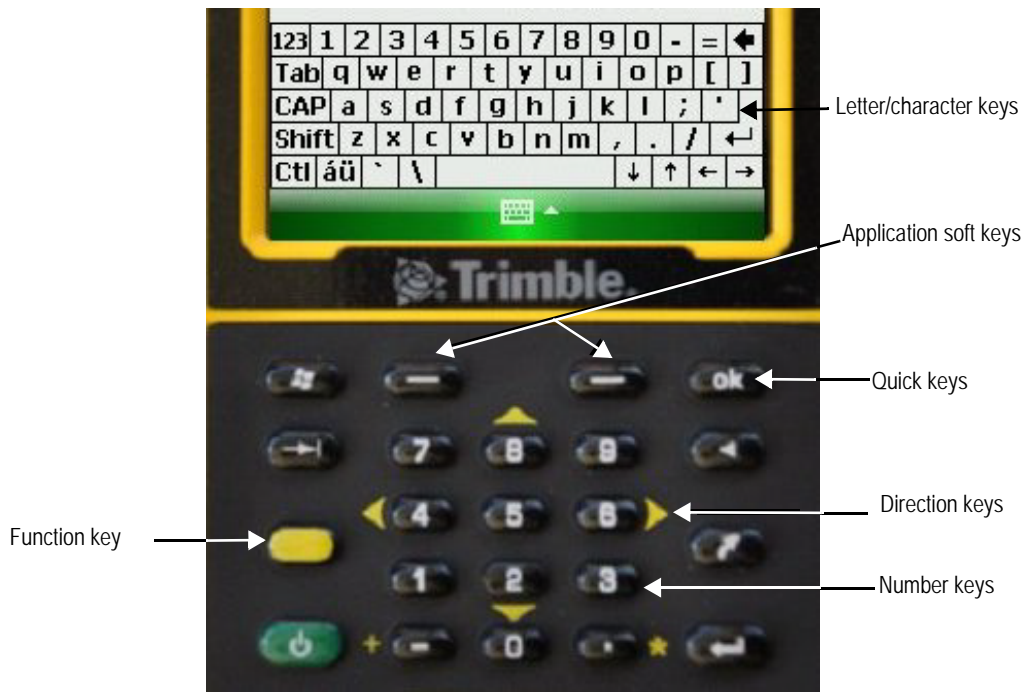 123 1 2 3 4 5 6 7 8 9 0 - = 🡄
Tab q w e r t y u i o p [ ]
CAP a s d f g h j k l ; '
Letter/character keys
Shift z x c v b n m , . / ↵
Ctl áü ` \ ↓ ↑ ← →
Application soft keys
Trimble.
ok
Quick keys
7 8 9
4 5 6
Direction keys
Function key
1 2 3
Number keys
+ - 0 . *